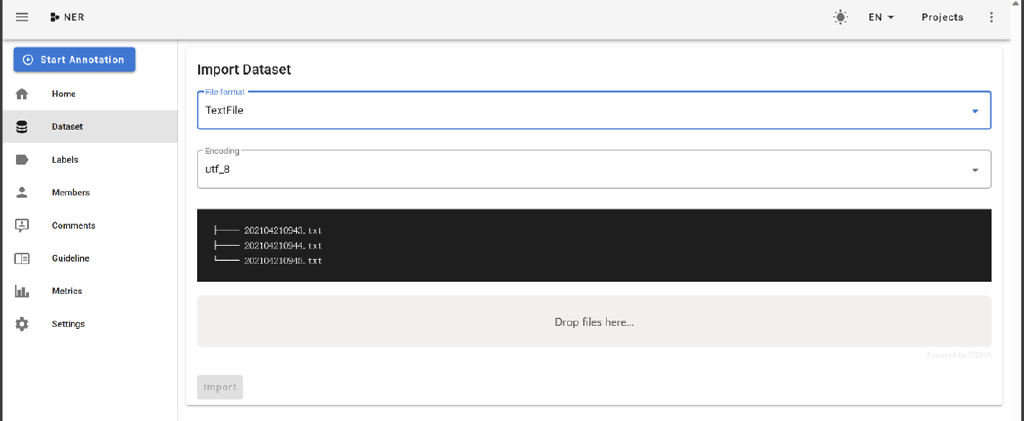 NER
EN
Projects
Start Annotation
Home
Dataset
Labels
Members
Comments
Guideline
Metrics
Settings
Import Dataset
File format
TextFile
Encoding
utf_8
├── 202104210943.txt
├── 202104210944.txt
└── 202104210945.txt
Drop files here...
Powered by PQINA
Import